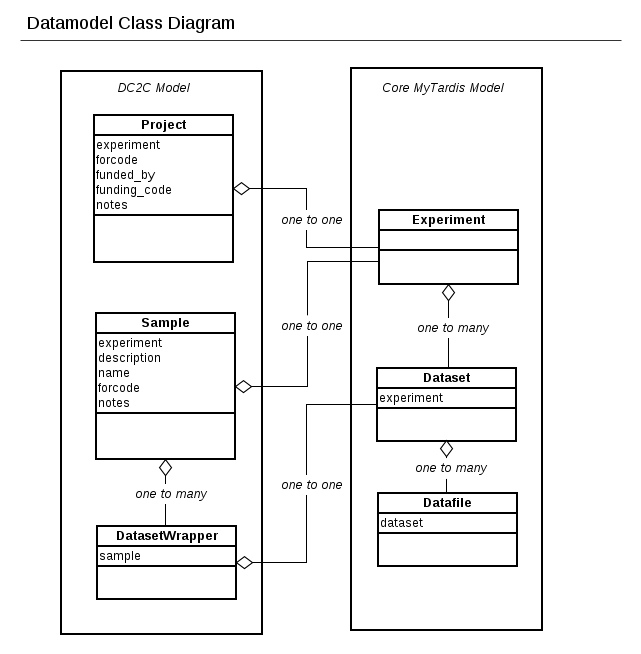 Datamodel Class Diagram
DC2C Model
Project
experiment
forcode
funded_by
funding_code
notes
Sample
experiment
description
name
forcode
notes
one to many
DatasetWrapper
sample
one to one
one to one
one to one
Core MyTardis Model
Experiment
one to many
Dataset
experiment
one to many
Datafile
dataset